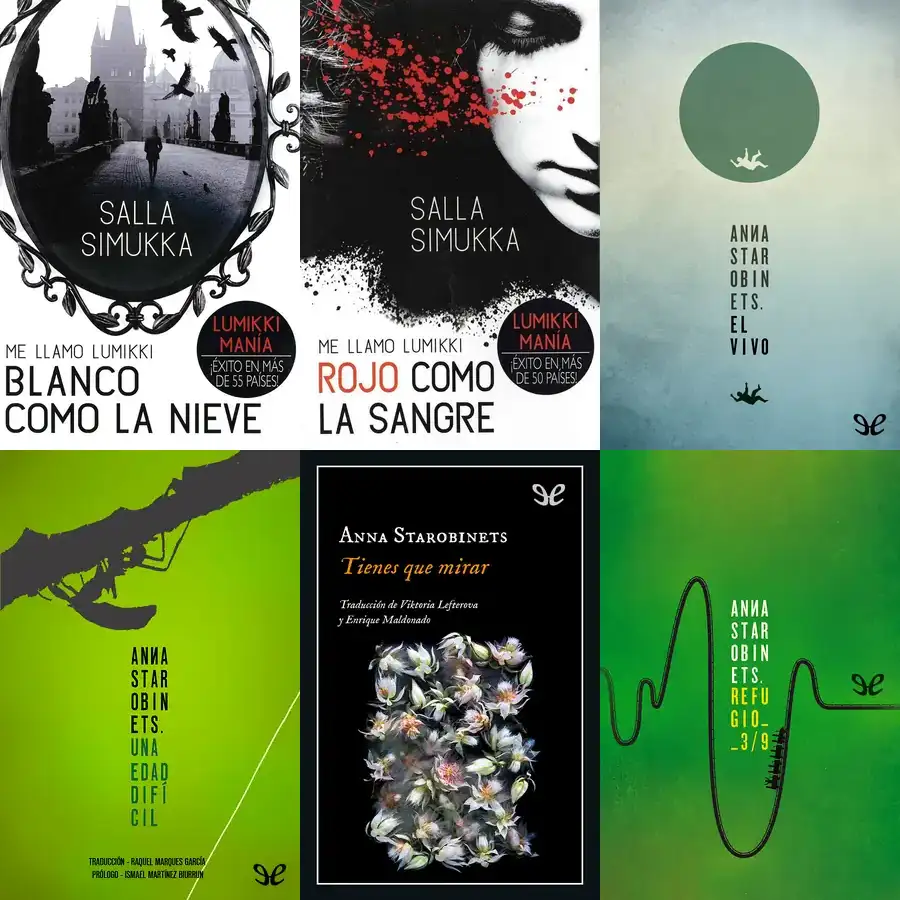 SALLA
SIMUKKA
LUMIKKI
MANÍA
¡ÉXITO EN MÁS
DE 55 PAÍSES!
ME LLAMO LUMIKKI
BLANCO
COMO LA NIEVE
SALLA
SIMUKKA
LUMIKKI
MANÍA
¡ÉXITO EN MÁS
DE 50 PAÍSES!
ME LLAMO LUMIKKI
ROJO COMO
LA SANGRE
ANИA
STAR
OBIN
ETS.
EL
VIVO
ANИA
STAR
OBIN
ETS.
UNA
EDAD
DIFÍ
CIL
TRADUCCIÓN - RAQUEL MARQUES GARCÍA
PRÓLOGO - ISMAEL MARTÍNEZ BIURRUN
Anna Starobinets
Tienes que mirar
Traducción de Viktoria Lefterova
y Enrique Maldonado
ANИA
STAR
OBIN
ETS.
REFU
GIO_
_3/9